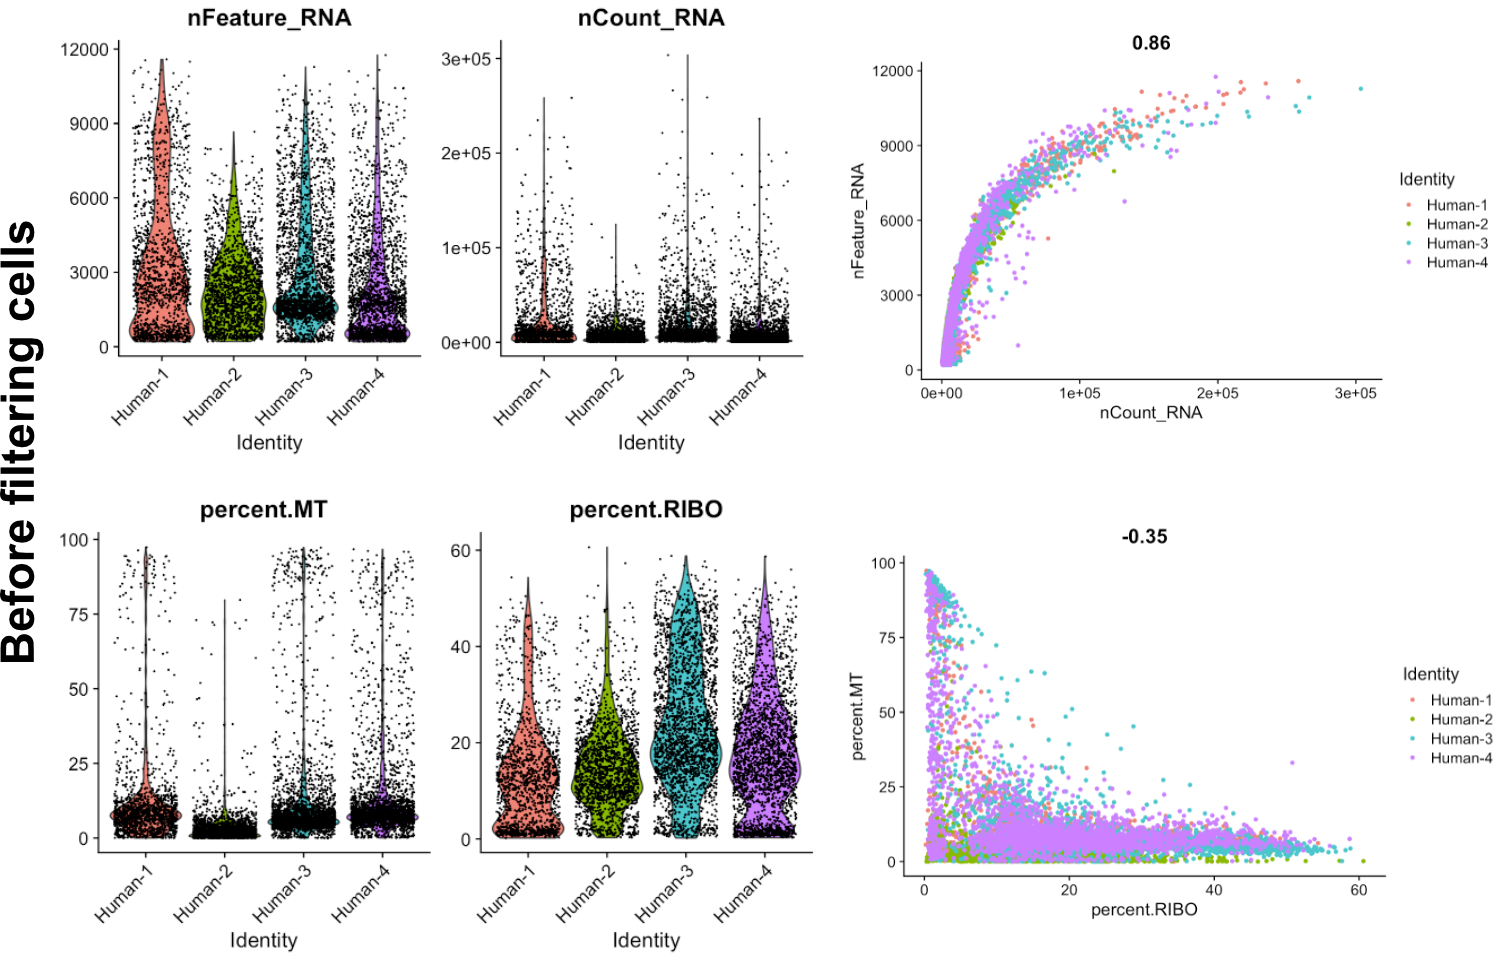 Before filtering cells
nFeature_RNA
12000
9000
6000
3000
0
Human-1
Human-2
Human-3
Human-4
Identity
nCount_RNA
3e+05
2e+05
1e+05
0e+00
Human-1
Human-2
Human-3
Human-4
Identity
0.86
nFeature_RNA
12000
9000
6000
3000
0
0e+00
1e+05
2e+05
3e+05
nCount_RNA
Identity
Human-1
Human-2
Human-3
Human-4
percent.MT
100
75
50
25
0
Human-1
Human-2
Human-3
Human-4
Identity
percent.RIBO
60
40
20
0
Human-1
Human-2
Human-3
Human-4
Identity
-0.35
percent.MT
100
75
50
25
0
0
20
40
60
percent.RIBO
Identity
Human-1
Human-2
Human-3
Human-4